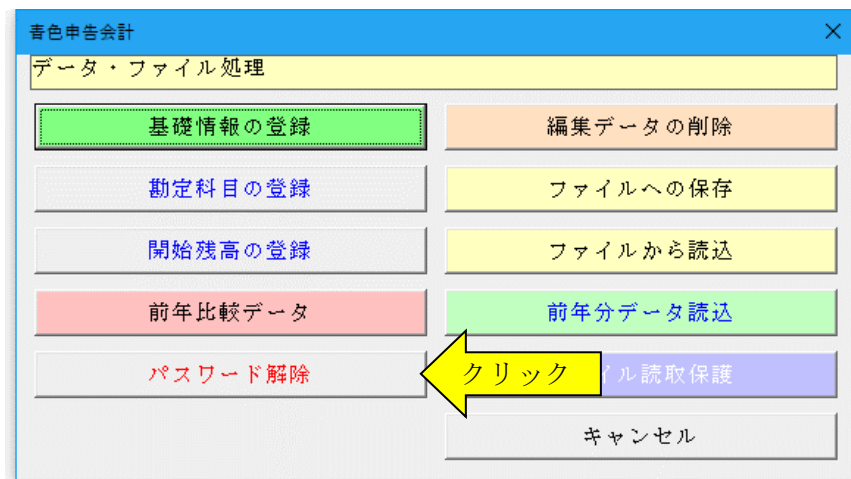 青色申告会計
データ・ファイル処理
基礎情報の登録
編集データの削除
勘定科目の登録
ファイルへの保存
開始残高の登録
ファイルから読込
前年比較データ
前年分データ読込
パスワード解除
クリック
イル読取保護
キャンセル